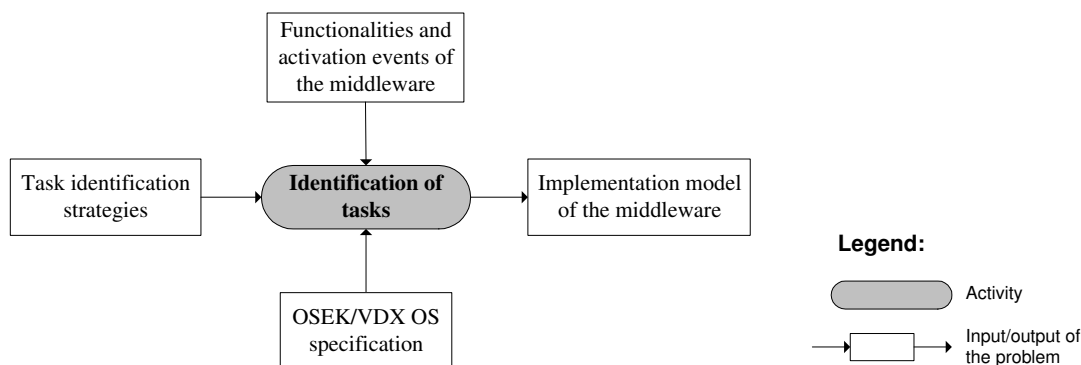 Functionalities and
activation events of
the middleware
Task identification
strategies
Identification of
tasks
Implementation model
of the middleware
OSEK/VDX OS
specification
Legend:
Activity
Input/output of
the problem